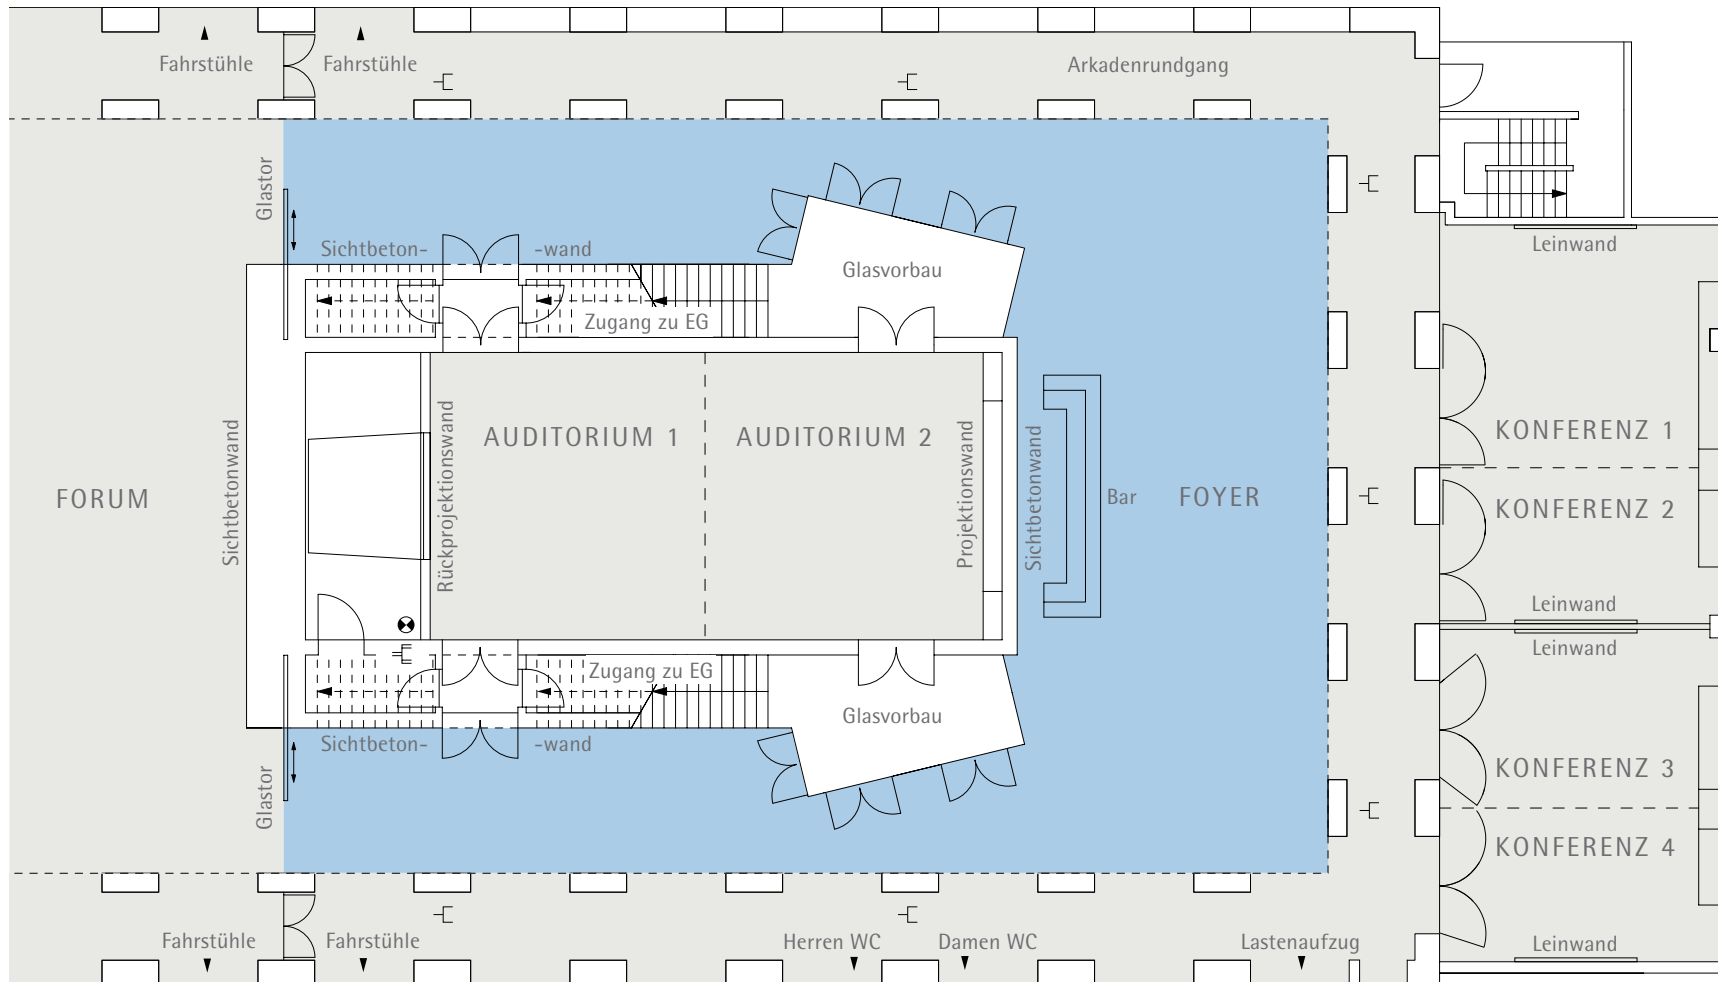 Fahrstühle
Fahrstühle
Arkadenrundgang
Glastor
Sichtbeton-
-wand
Glasvorbau
Leinwand
Zugang zu EG
Sichtbetonwand
Rückprojektionswand
AUDITORIUM 1
AUDITORIUM 2
Projektionswand
Sichtbetonwand
Bar
FORUM
FOYER
KONFERENZ 1
KONFERENZ 2
Leinwand
Leinwand
Zugang zu EG
Glasvorbau
Sichtbeton-
-wand
Glastor
KONFERENZ 3
KONFERENZ 4
Fahrstühle
Fahrstühle
Herren WC
Damen WC
Lastenaufzug
Leinwand